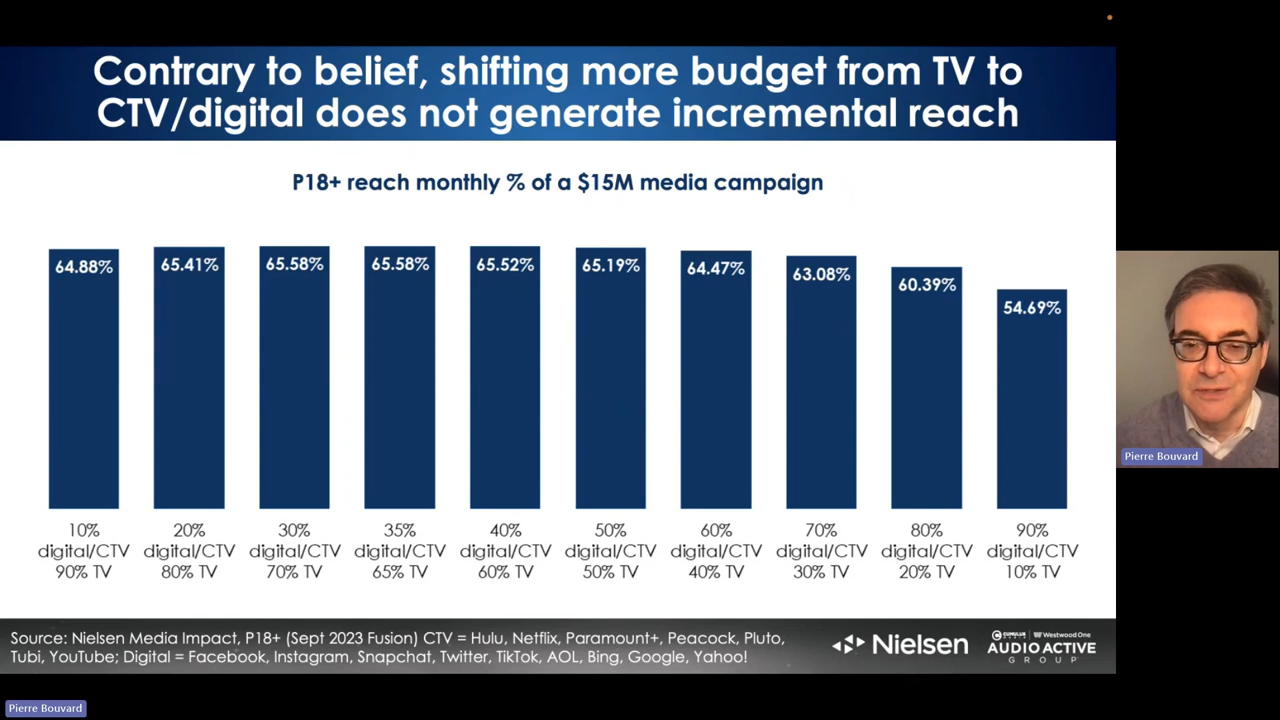 Contrary to belief, shifting more budget from TV to
CTV/digital does not generate incremental reach
P18+ reach monthly % of a $15M media campaign
64.88%
65.41%
65.58%
65.58%
65.52%
65.19%
64.47%
63.08%
60.39%
54.69%
10%
digital/CTV
90% TV
20%
digital/CTV
80% TV
30%
digital/CTV
70% TV
35%
digital/CTV
65% TV
40%
digital/CTV
60% TV
50%
digital/CTV
50% TV
60%
digital/CTV
40% TV
70%
digital/CTV
30% TV
80%
digital/CTV
20% TV
90%
digital/CTV
10% TV
Source: Nielsen Media Impact, P18+ (Sept 2023 Fusion) CTV = Hulu, Netflix, Paramount+, Peacock, Pluto,
Tubi, YouTube; Digital = Facebook, Instagram, Snapchat, Twitter, TikTok, AOL, Bing, Google, Yahoo!
Nielsen
CUMULUS MEDIA | Westwood One
AUDIO ACTIVE
GROUP
Pierre Bouvard
Pierre Bouvard